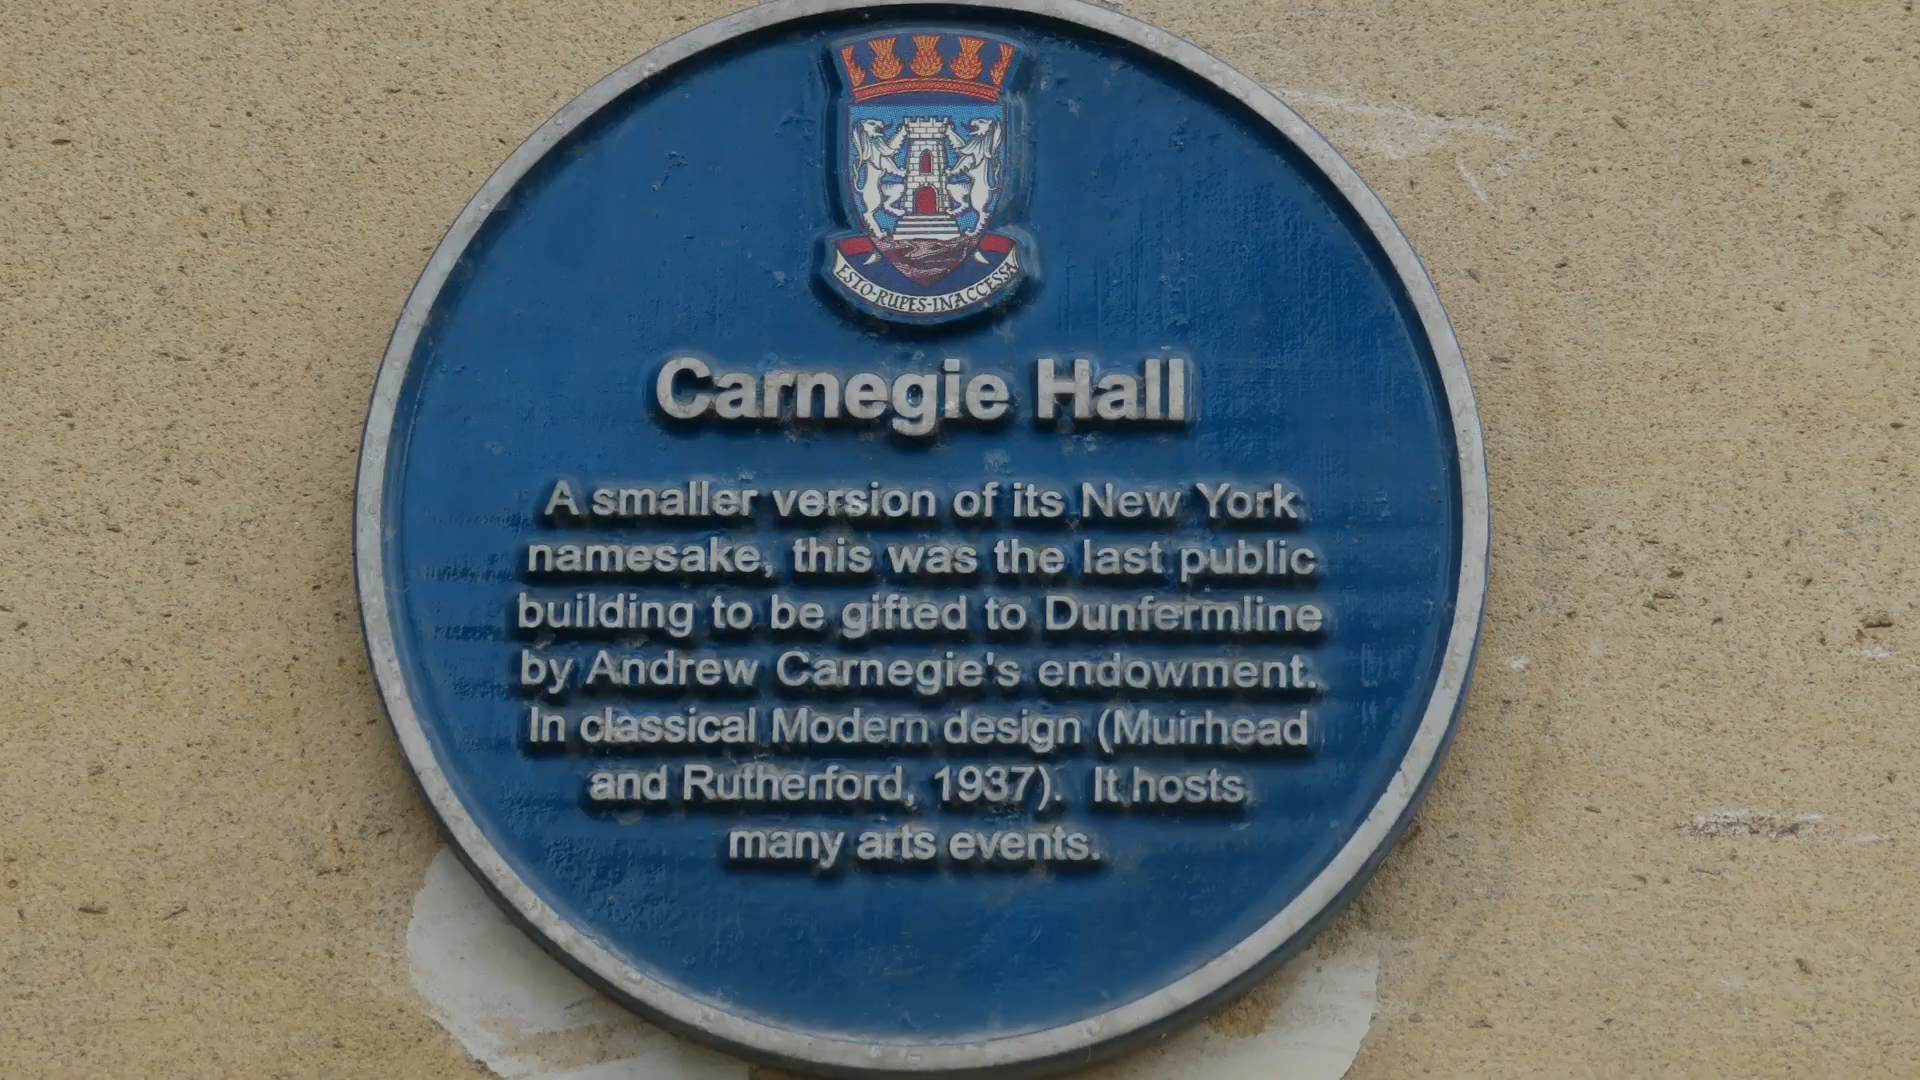 ESTO-RUPES-INACCESSA
Carnegie Hall
A smaller version of its New York
namesake, this was the last public
building to be gifted to Dunfermline
by Andrew Carnegie's endowment.
In classical Modern design (Muirhead
and Rutherford, 1937). It hosts
many arts events.